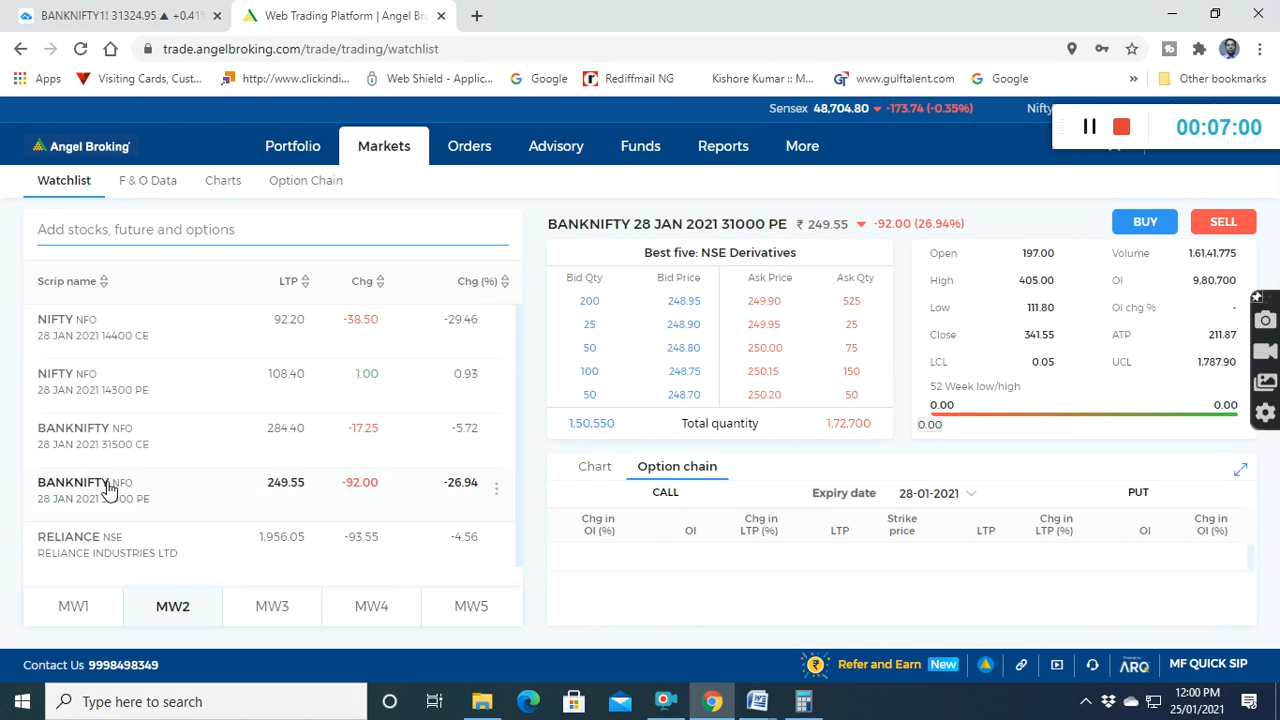 BANKNIFTY1! 31324.95 ▲ +0.41%
Web Trading Platform | Angel Bro
trade.angelbroking.com/trade/trading/watchlist
Apps Visiting Cards, Cust... http://www.clickindi... Web Shield - Applic... Google Rediffmail NG Kishore Kumar :: M... www.gulftalent.com Google » Other bookmarks
Sensex 48,704.80 -173.74 (-0.35%) Nifty
00:07:00
Angel Broking Portfolio Markets Orders Advisory Funds Reports More
Watchlist F & O Data Charts Option Chain
Add stocks, future and options
Scrip name LTP Chg Chg (%)
NIFTY NFO 92.20 -38.50 -29.46
28 JAN 2021 14400 CE
NIFTY NFO 108.40 1.00 0.93
28 JAN 2021 14300 PE
BANKNIFTY NFO 284.40 -17.25 -5.72
28 JAN 2021 31500 CE
BANKNIFTY NFO 249.55 -92.00 -26.94
28 JAN 2021 00 PE
RELIANCE NSE 1,956.05 -93.55 -4.56
RELIANCE INDUSTRIES LTD
MW1 MW2 MW3 MW4 MW5
BANKNIFTY 28 JAN 2021 31000 PE ₹ 249.55 -92.00 (26.94%) BUY SELL
Best five: NSE Derivatives
Bid Qty Bid Price Ask Price Ask Qty
200 248.95 249.90 525
25 248.90 249.95 25
50 248.80 250.00 75
100 248.75 250.15 150
50 248.70 250.20 50
1,50,550 Total quantity 1,72,700
Open 197.00 Volume 1,61,41,775
High 405.00 OI 9,80,700
Low 111.80 OI chg % -
Close 341.55 ATP 211.87
LCL 0.05 UCL 1,787.90
52 Week low/high
0.00 0.00
0.00
Chart Option chain
CALL Expiry date 28-01-2021 PUT
Chg in OI (%) OI Chg in LTP (%) LTP Strike price LTP Chg in LTP (%) OI Chg in OI (%)
Contact Us 9998498349 Refer and Earn New Powered by ARQ MF QUICK SIP
Type here to search
12:00 PM
25/01/2021